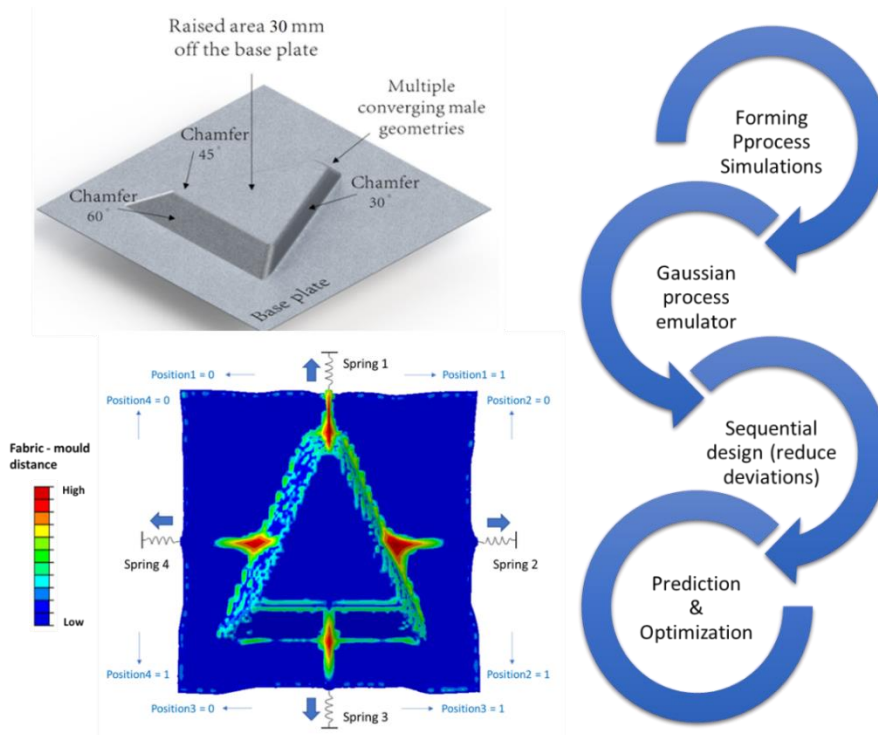 Raised area 30 mm
off the base plate
Multiple
converging male
geometries
Chamfer
45°
Chamfer
60°
Chamfer
30°
Base plate
Forming
Pprocess
Simulations
Gaussian
process
emulator
Sequential
design (reduce
deviations)
Prediction
&
Optimization
Spring 1
Position1 = 0
Position1 = 1
Position4 = 0
Position2 = 0
Fabric - mould
distance
High
Low
Spring 4
Spring 2
Position4 = 1
Position2 = 1
Position3 = 0
Position3 = 1
Spring 3